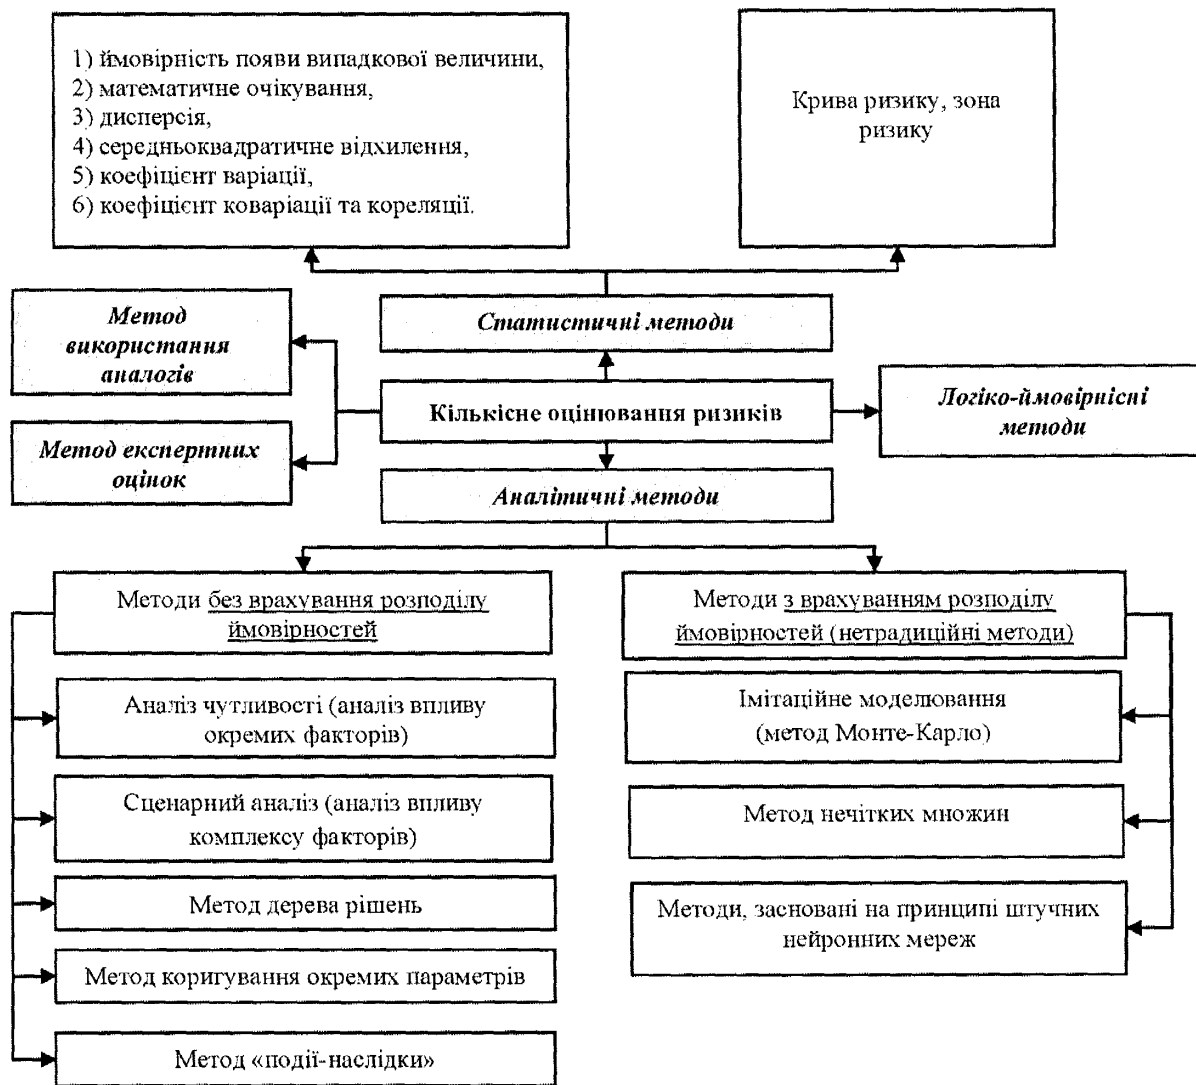 1) ймовірність появи випадкової величини,
2) математичне очікування,
3) дисперсія,
4) середньоквадратичне відхилення,
5) коефіцієнт варіації,
6) коефіцієнт коваріації та кореляції.
Крива ризику, зона
ризику
Метод
використання
аналогів
Статистичні методи
Кількісне оцінювання ризиків
Логіко-ймовірнісні
методи
Метод експертних
оцінок
Аналітичні методи
Методи без врахування розподілу
ймовірностей
Методи з врахуванням розподілу
ймовірностей (нетрадиційні методи)
Аналіз чутливості (аналіз впливу
окремих факторів)
Сценарний аналіз (аналіз впливу
комплексу факторів)
Метод дерева рішень
Метод коригування окремих параметрів
Метод «події-наслідки»
Імітаційне моделювання
(метод Монте-Карло)
Метод нечітких множин
Методи, засновані на принципі штучних
нейронних мереж